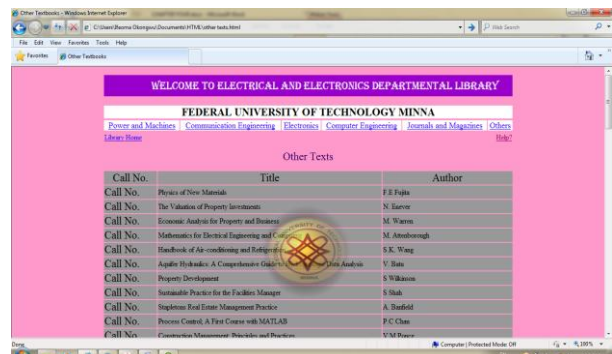 Other Textbooks - Windows Internet Explorer
C:\Users\Ifeoma Okongwu\Documents\HTML\other texts.html
Web Search
File Edit View Favorites Tools Help
Favorites Other Textbooks
WELCOME TO ELECTRICAL AND ELECTRONICS DEPARTMENTAL LIBRARY
FEDERAL UNIVERSITY OF TECHNOLOGY MINNA
Power and Machines Communication Engineering Electronics Computer Engineering Journals and Magazines Others
Library Home Help?
Other Texts
Call No. Title Author
Call No. Physics of New Materials F.E Fujita
Call No. The Valuation of Property Investments N. Enever
Call No. Economic Analysis for Property and Business M. Warren
Call No. Mathematics for Electrical Engineering and M. Attenborough
Call No. Handbook of Air-conditioning and S.K. Wang
Call No. Aquifer Hydraulics: A Comprehensive Guide Data Analysis V. Batu
Call No. Property Development S Wilkinson
Call No. Sustainable Practice for the Facilities Manager S Shah
Call No. Stapletons Real Estate Management Practice A. Banfield
Call No. Process Control; A First Course with MATLAB P.C Chau
Call No. Construction Management: Principles and Practices
Done Computer | Protected Mode: Off 100%